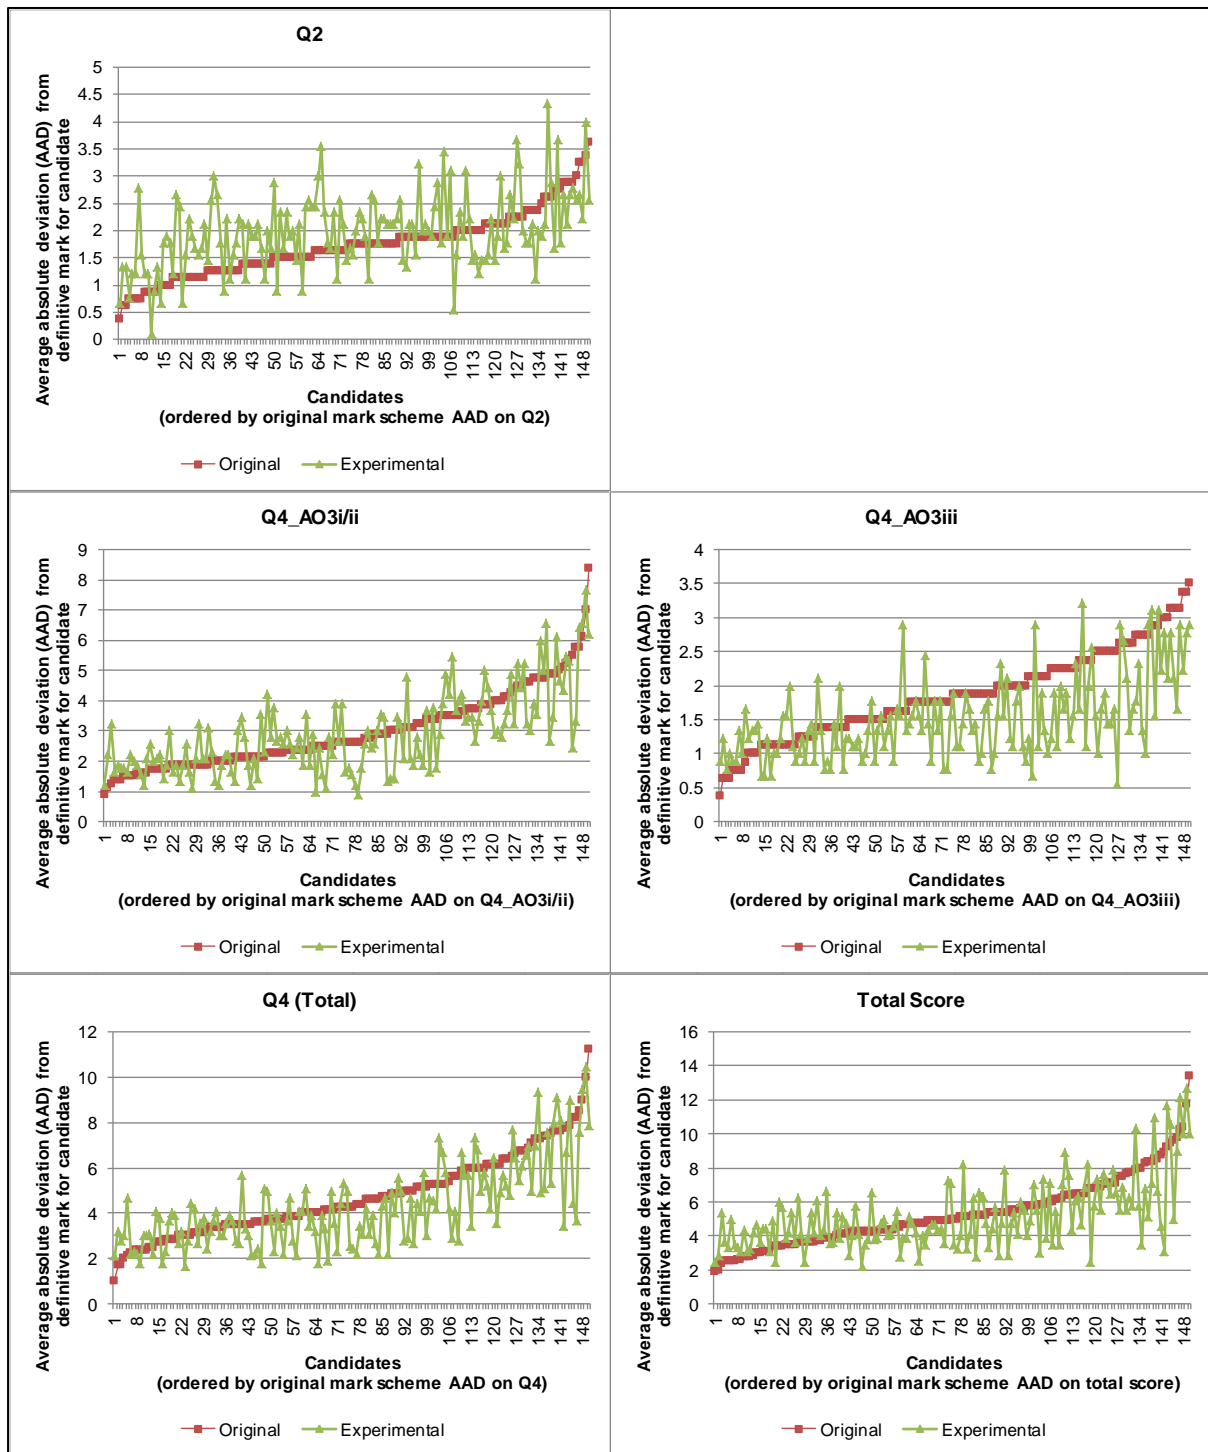 Q2
Average absolute deviation (AAD) from
definitive mark for candidate
5
4.5
4
3.5
3
2.5
2
1.5
1
0.5
0
1 8 15 22 29 36 43 50 57 64 71 78 85 92 99 106 113 120 127 134 141 148
Candidates
(ordered by original mark scheme AAD on Q2)
Original Experimental
Q4_AO3i/ii
Average absolute deviation (AAD) from
definitive mark for candidate
9
8
7
6
5
4
3
2
1
0
1 8 15 22 29 36 43 50 57 64 71 78 85 92 99 106 113 120 127 134 141 148
Candidates
(ordered by original mark scheme AAD on Q4_AO3i/ii)
Original Experimental
Q4_AO3iii
Average absolute deviation (AAD) from
definitive mark for candidate
4
3.5
3
2.5
2
1.5
1
0.5
0
1 8 15 22 29 36 43 50 57 64 71 78 85 92 99 106 113 120 127 134 141 148
Candidates
(ordered by original mark scheme AAD on Q4_AO3iii)
Original Experimental
Q4 (Total)
Average absolute deviation (AAD) from
definitive mark for candidate
12
10
8
6
4
2
0
1 8 15 22 29 36 43 50 57 64 71 78 85 92 99 106 113 120 127 134 141 148
Candidates
(ordered by original mark scheme AAD on Q4)
Original Experimental
Total Score
Average absolute deviation (AAD) from
definitive mark for candidate
16
14
12
10
8
6
4
2
0
1 8 15 22 29 36 43 50 57 64 71 78 85 92 99 106 113 120 127 134 141 148
Candidates
(ordered by original mark scheme AAD on total score)
Original Experimental